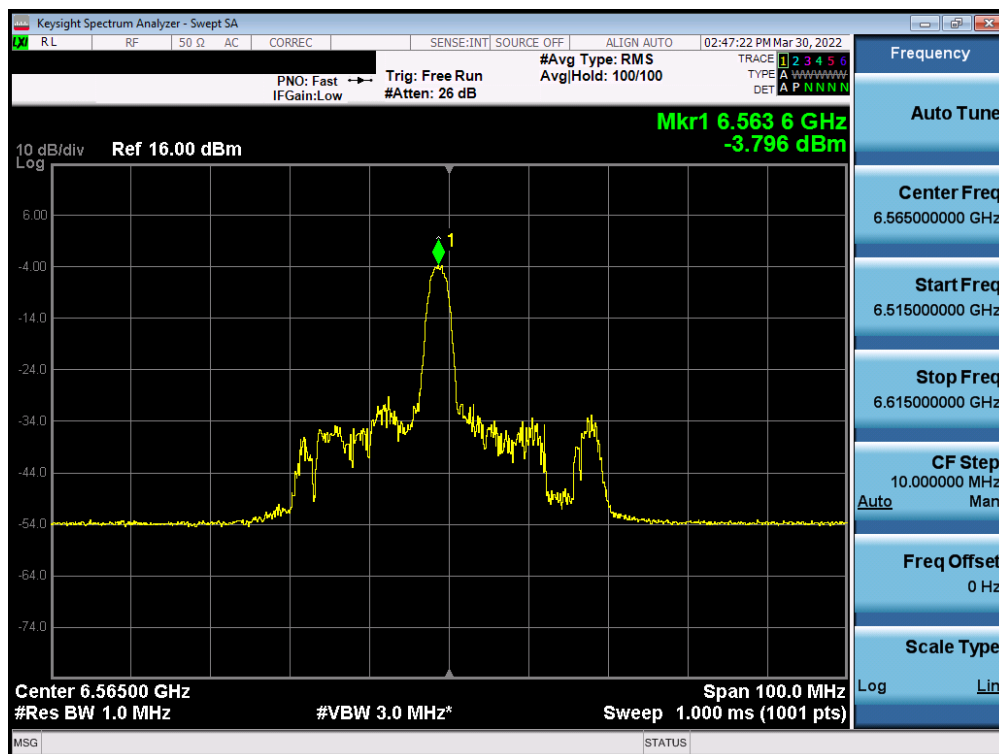 Keysight Spectrum Analyzer - Swept SA
LXI RL RF 50 Ω AC CORREC SENSE:INT SOURCE OFF ALIGN AUTO 02:47:22 PM Mar 30, 2022
PNO: Fast
IFGain:Low
Trig: Free Run
#Atten: 26 dB
#Avg Type: RMS
Avg|Hold: 100/100
TRACE 1 2 3 4 5 6
TYPE A WWWWW
DET A P N N N N
Mkr1 6.563 6 GHz
-3.796 dBm
10 dB/div Ref 16.00 dBm
Log
1
6.00
-4.00
-14.0
-24.0
-34.0
-44.0
-54.0
-64.0
-74.0
Center 6.56500 GHz Span 100.0 MHz
#Res BW 1.0 MHz #VBW 3.0 MHz* Sweep 1.000 ms (1001 pts)
MSG STATUS
Frequency
Auto Tune
Center Freq
6.565000000 GHz
Start Freq
6.515000000 GHz
Stop Freq
6.615000000 GHz
CF Step
10.000000 MHz
Auto Man
Freq Offset
0 Hz
Scale Type
Log Lin